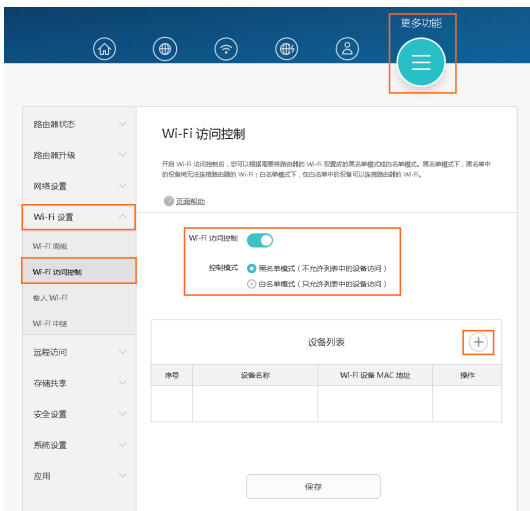 更多功能
路由器状态
路由器升级
网络设置
Wi-Fi 设置
Wi-Fi 高级
Wi-Fi 访问控制
客人 Wi-Fi
Wi-Fi 中继
远程访问
存储共享
安全设置
系统设置
应用
Wi-Fi 访问控制
开启 Wi-Fi 访问控制后，您可以根据需要将路由器的 Wi-Fi 设置成的黑名单模式或白名单模式。黑名单模式下，黑名单中
的设备将无法连接路由器的 Wi-Fi；白名单模式下，仅白名单中的设备可以连接路由器的 Wi-Fi。
页面帮助
Wi-Fi 访问控制
控制模式
黑名单模式（不允许列表中的设备访问）
白名单模式（只允许列表中的设备访问）
设备列表
序号 设备名称 Wi-Fi 设备 MAC 地址 操作
保存